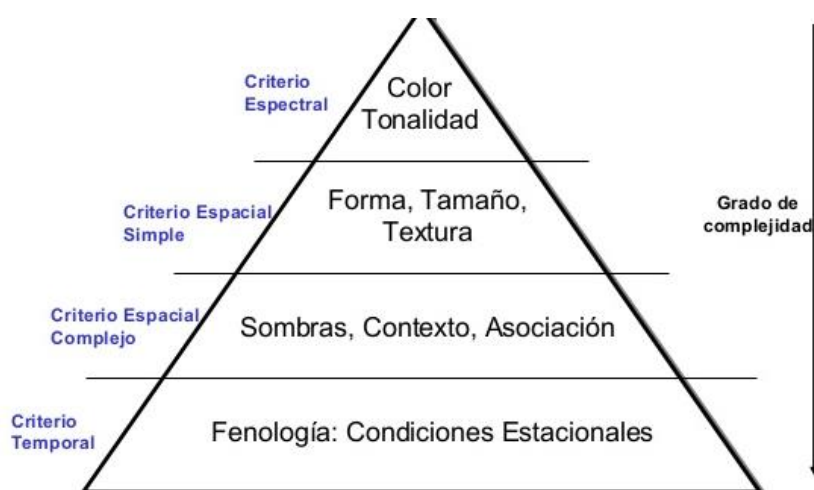 Criterio
Espectral
Color
Tonalidad
Criterio Espacial
Simple
Forma, Tamaño,
Textura
Grado de
complejidad
Criterio Espacial
Complejo
Sombras, Contexto, Asociación
Criterio
Temporal
Fenología: Condiciones Estacionales